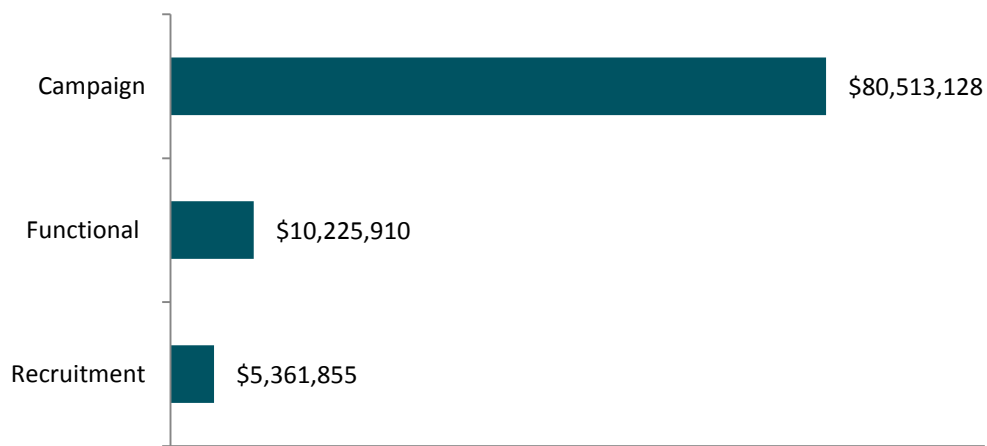 Campaign $80,513,128
Functional $10,225,910
Recruitment $5,361,855